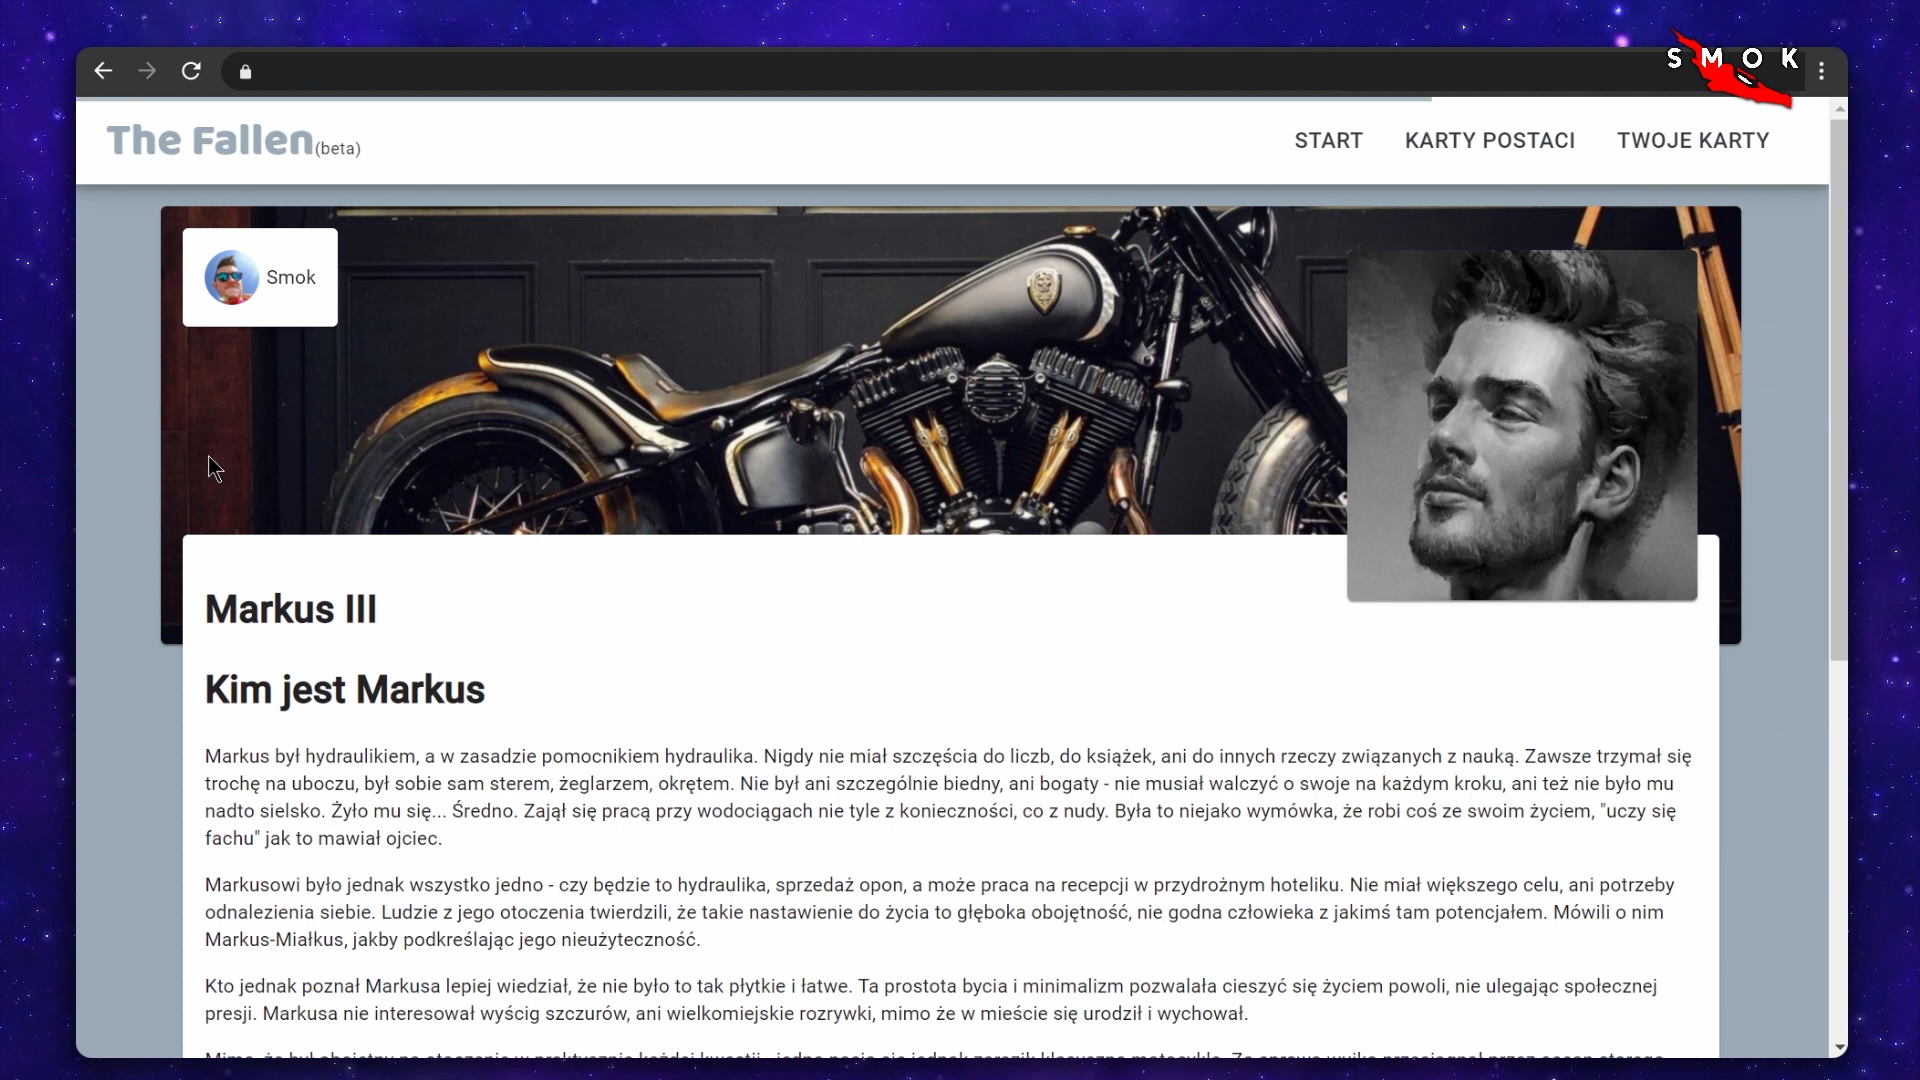 SMOK
The Fallen(beta)
START
KARTY POSTACI
TWOJE KARTY
Smok
Markus III
Kim jest Markus
Markus był hydraulikiem, a w zasadzie pomocnikiem hydraulika. Nigdy nie miał szczęścia do liczb, do książek, ani do innych rzeczy związanych z nauką. Zawsze trzymał się
trochę na uboczu, był sobie sam sterem, żeglarzem, okrętem. Nie był ani szczególnie biedny, ani bogaty - nie musiał walczyć o swoje na każdym kroku, ani też nie było mu
nadto sielsko. Żyło mu się... Średno. Zajął się pracą przy wodociągach nie tyle z konieczności, co z nudy. Była to niejako wymówka, że robi coś ze swoim życiem, "uczy się
fachu" jak to mawiał ojciec.
Markusowi było jednak wszystko jedno - czy będzie to hydraulika, sprzedaż opon, a może praca na recepcji w przydrożnym hoteliku. Nie miał większego celu, ani potrzeby
odnalezienia siebie. Ludzie z jego otoczenia twierdzili, że takie nastawienie do życia to głęboka obojętność, nie godna człowieka z jakimś tam potencjałem. Mówili o nim
Markus-Miałkus, jakby podkreślając jego nieużyteczność.
Kto jednak poznał Markusa lepiej wiedział, że nie było to tak płytkie i łatwe. Ta prostota bycia i minimalizm pozwalała cieszyć się życiem powoli, nie ulegając społecznej
presji. Markusa nie interesował wyścig szczurów, ani wielkomiejskie rozrywki, mimo że w mieście się urodził i wychował.